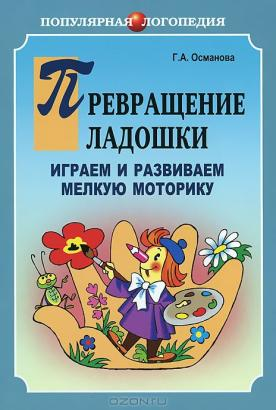 ПОПУЛЯРНАЯ ЛОГОПЕДИЯ
Г.А. Османова
ПРЕВРАЩЕНИЕ
ЛАДОШКИ
ИГРАЕМ И РАЗВИВАЕМ
МЕЛКУЮ МОТОРИКУ
ozon.ru